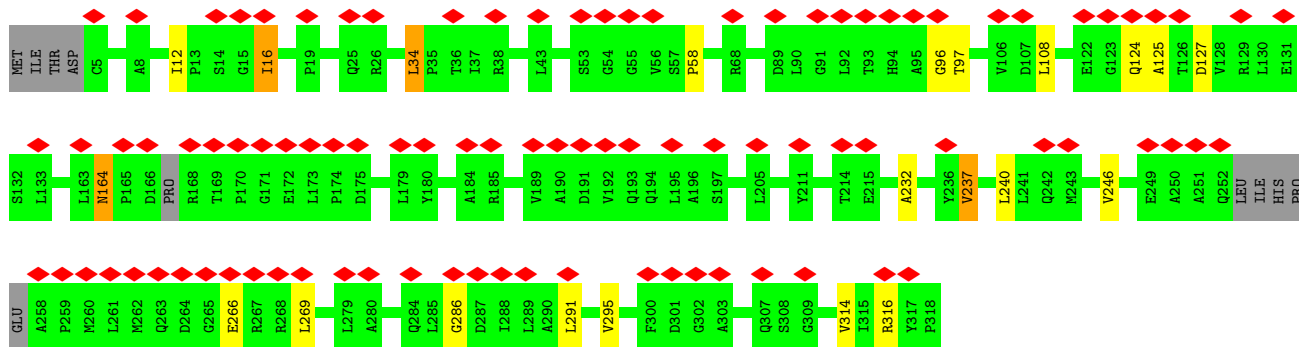 MET ILE THR ASP C5 A8 I12 P13 S14 G15 I16 P19 Q25 R26 L34 P35 T36 I37 R38 L43 S53 G54 G55 V56 S57 P58 R68 D89 L90 G91 L92 T93 H94 A95 G96 T97 V106 D107 L108 E122 G123 Q124 A125 T126 D127 V128 R129 L130 E131
S132 L133 L163 N164 P165 D166 PRO R168 T169 P170 G171 E172 L173 P174 D175 L179 Y180 A184 R185 V189 A190 D191 V192 Q193 Q194 L195 A196 S197 L205 Y211 T214 E215 A232 Y236 V237 L240 L241 Q242 M243 V246 E249 A250 A251 Q252 LEU ILE HIS PRO
GLU A258 P259 M260 L261 M262 Q263 D264 G265 E266 R267 R268 L269 L279 A280 Q284 L285 G286 D287 I288 L289 A290 L291 V295 F300 D301 G302 A303 Q307 S308 G309 V314 I315 R316 Y317 P318